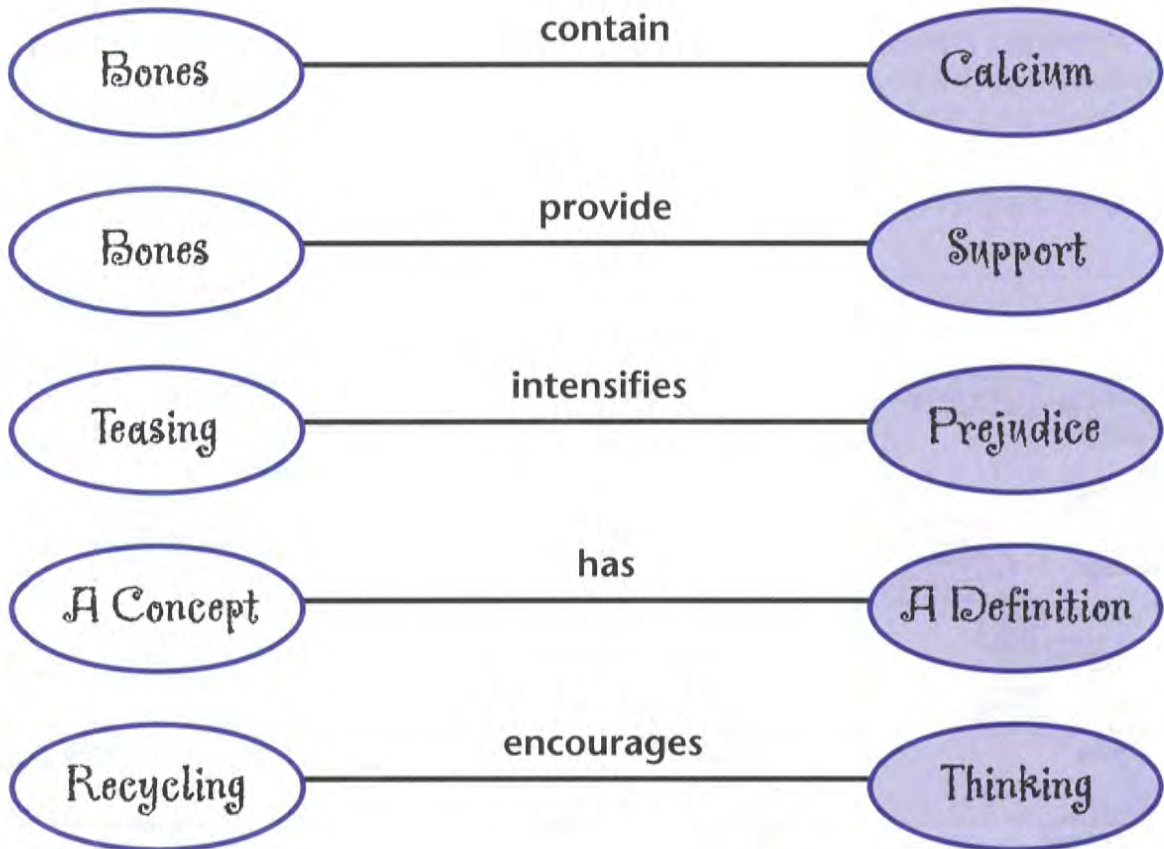 contain
Bones Calcium
provide
Bones Support
intensifies
Teasing Prejudice
has
A Concept A Definition
encourages
Recycling Thinking